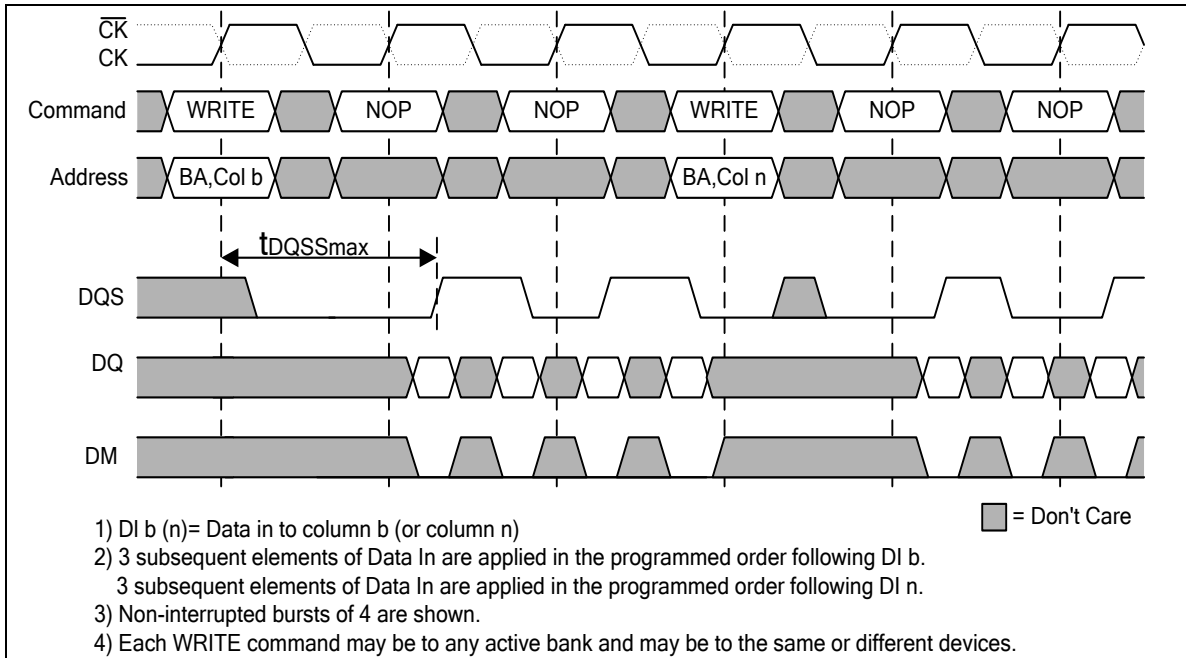 CK
CK
Command WRITE NOP NOP WRITE NOP NOP
Address BA,Col b BA,Col n
tDQSSmax
DQS
DQ
DM
= Don't Care
1) DI b (n)= Data in to column b (or column n)
2) 3 subsequent elements of Data In are applied in the programmed order following DI b.
3 subsequent elements of Data In are applied in the programmed order following DI n.
3) Non-interrupted bursts of 4 are shown.
4) Each WRITE command may be to any active bank and may be to the same or different devices.